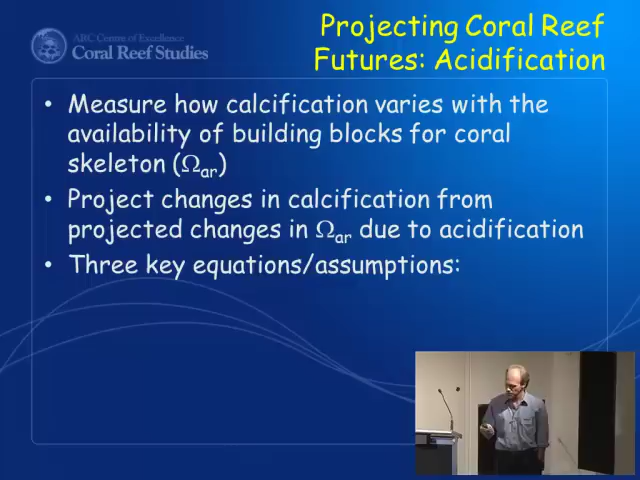 ARC Centre of Excellence
Coral Reef Studies
Projecting Coral Reef
Futures: Acidification
• Measure how calcification varies with the
availability of building blocks for coral
skeleton (Ωar)
• Project changes in calcification from
projected changes in Ωar due to acidification
• Three key equations/assumptions: